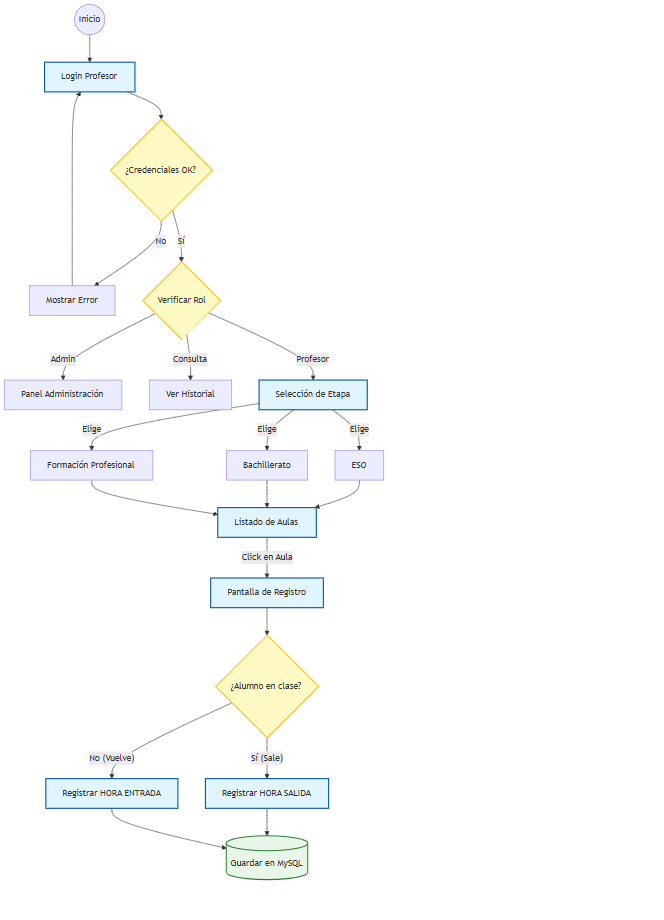 Inicio
Login Profesor
¿Credenciales OK?
No
Sí
Mostrar Error
Verificar Rol
Admin
Consulta
Profesor
Panel Administración
Ver Historial
Selección de Etapa
Elige
Elige
Elige
Formación Profesional
Bachillerato
ESO
Listado de Aulas
Click en Aula
Pantalla de Registro
¿Alumno en clase?
No (Vuelve)
Sí (Sale)
Registrar HORA ENTRADA
Registrar HORA SALIDA
Guardar en MySQL